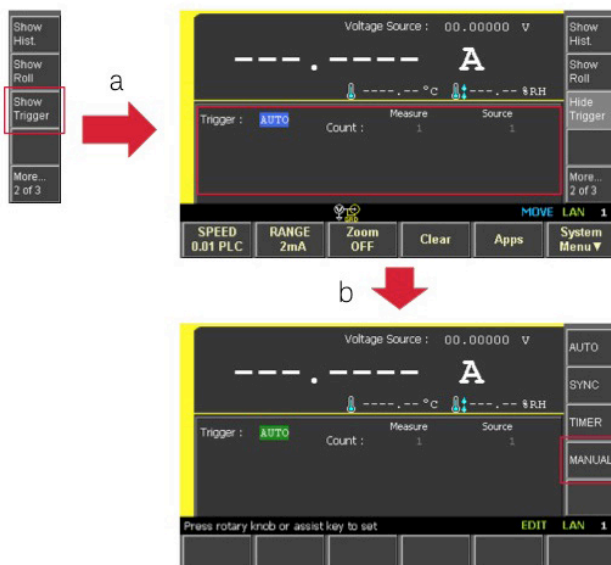 Show
Hist.
Show
Roll
Show
Trigger
More...
2 of 3
a
Voltage Source : 00.00000 V
---.---- A
----.-- °C ---.-- %RH
Trigger : AUTO
Measure Source
Count : 1 1
Show
Hist.
Show
Roll
Hide
Trigger
More...
2 of 3
GRD
MOVE LAN 1
SPEED
0.01 PLC
RANGE
2mA
Zoom
OFF
Clear
Apps
System
Menu▼
b
Voltage Source : 00.00000 V
---.---- A
----.-- °C ---.-- %RH
Trigger : AUTO
Measure Source
Count : 1 1
AUTO
SYNC
TIMER
MANUAL
Press rotary knob or assist key to set EDIT LAN 1